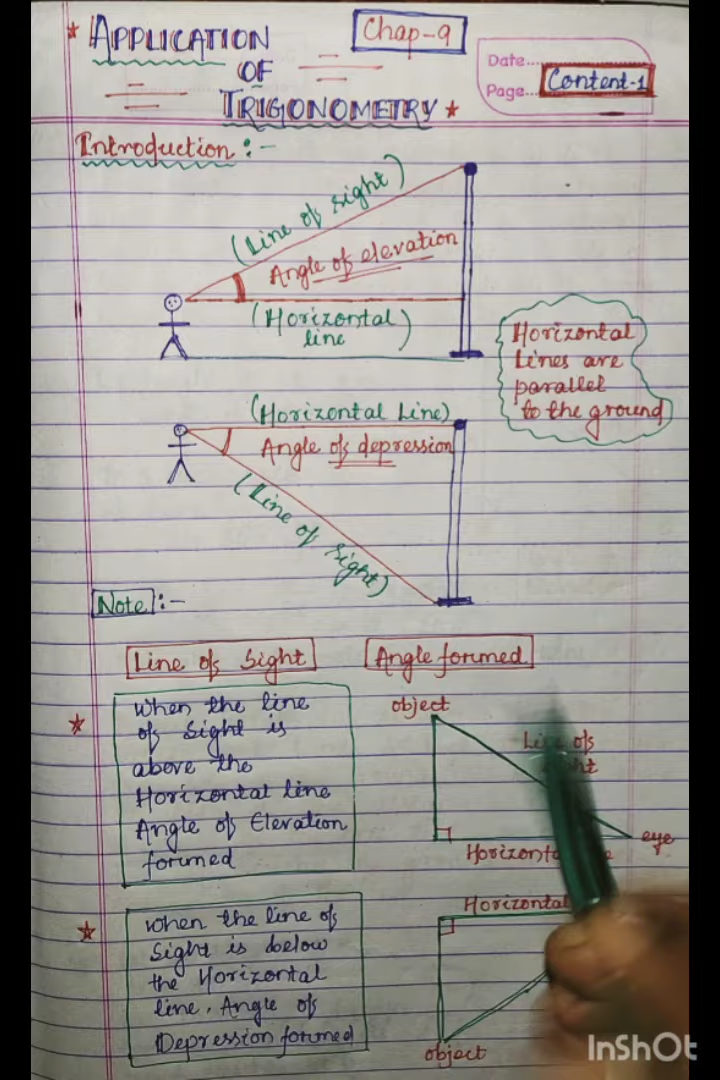 APPLICATION
OF
TRIGONOMETRY
Chap-9
Date
Page
Content-1
Introduction :-
(Line of sight)
Angle of elevation
(Horizontal
line)
Horizontal
Lines are
parallel
to the ground
(Horizontal Line)
Angle of depression
(Line of sight)
Note :-
Line of Sight
Angle formed
When the line
of sight is
above the
Horizontal line
Angle of Elevation
formed
object
Line of
eye
when the line of
Sight is below
the Horizontal
line, Angle of
Depression formed
Horizontal
object
InShOt